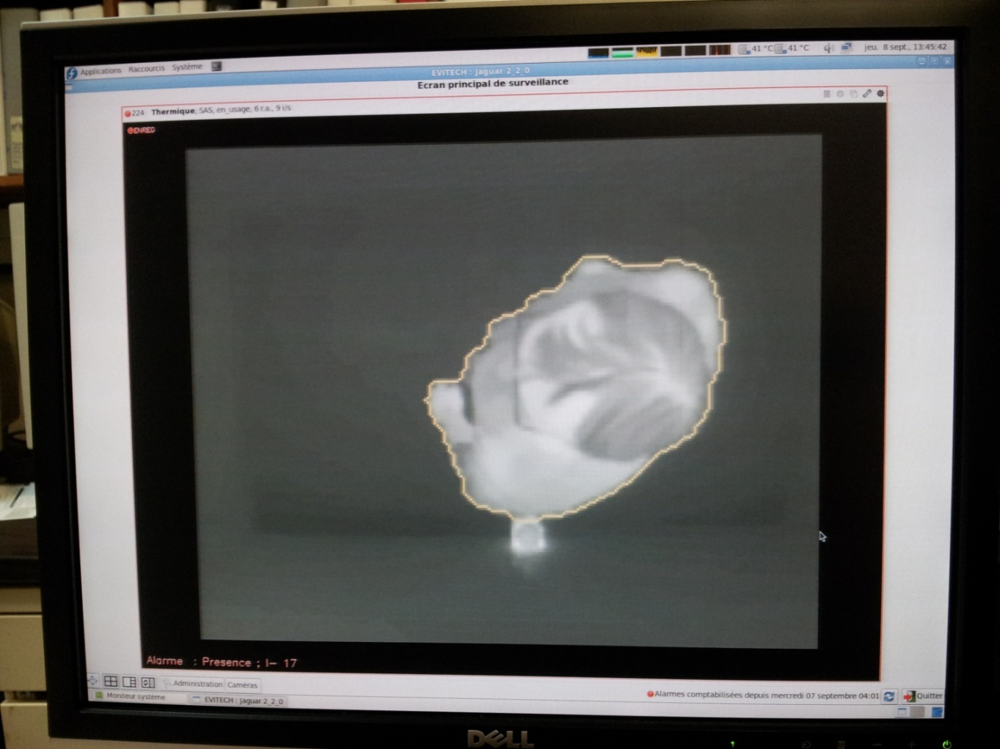 Applications Raccourcis Système 41 °C 41 °C jeu. 8 sept., 13:45:42
EVITECH : Jaguar 2_2_0
Ecran principal de surveillance
224 Thermique, SAS, en_usage, 6 r.a., 9 i/s
ENREG
Alarme : Presence ; I- 17
Administration Caméras
Alarmes comptabilisées depuis mercredi 07 septembre 04:01 Quitter
Moniteur système EVITECH : Jaguar 2_2_0
DELL